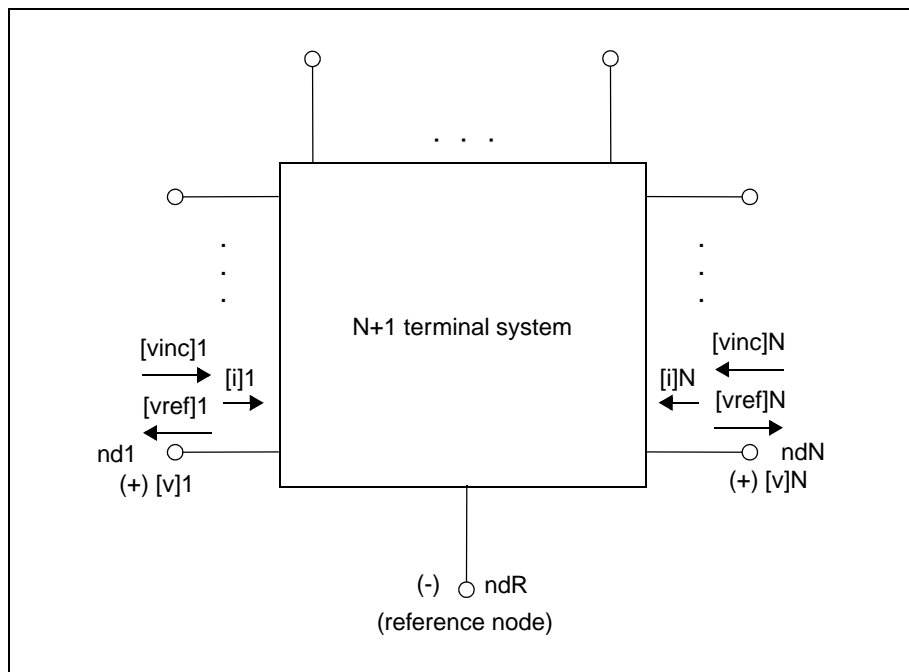 . . .
.
.
.
.
.
.
N+1 terminal system
[vinc]1
[vinc]N
[i]1
[i]N
[vref]1
[vref]N
nd1
ndN
(+) [v]1
(+) [v]N
(-) ndR
(reference node)